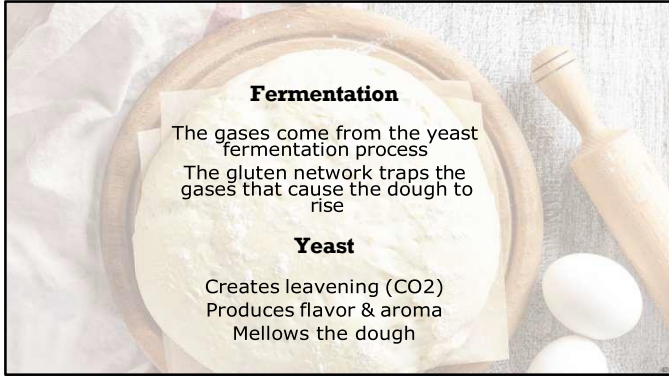 Fermentation
The gases come from the yeast
fermentation process
The gluten network traps the
gases that cause the dough to
rise
Yeast
Creates leavening (CO2)
Produces flavor & aroma
Mellows the dough